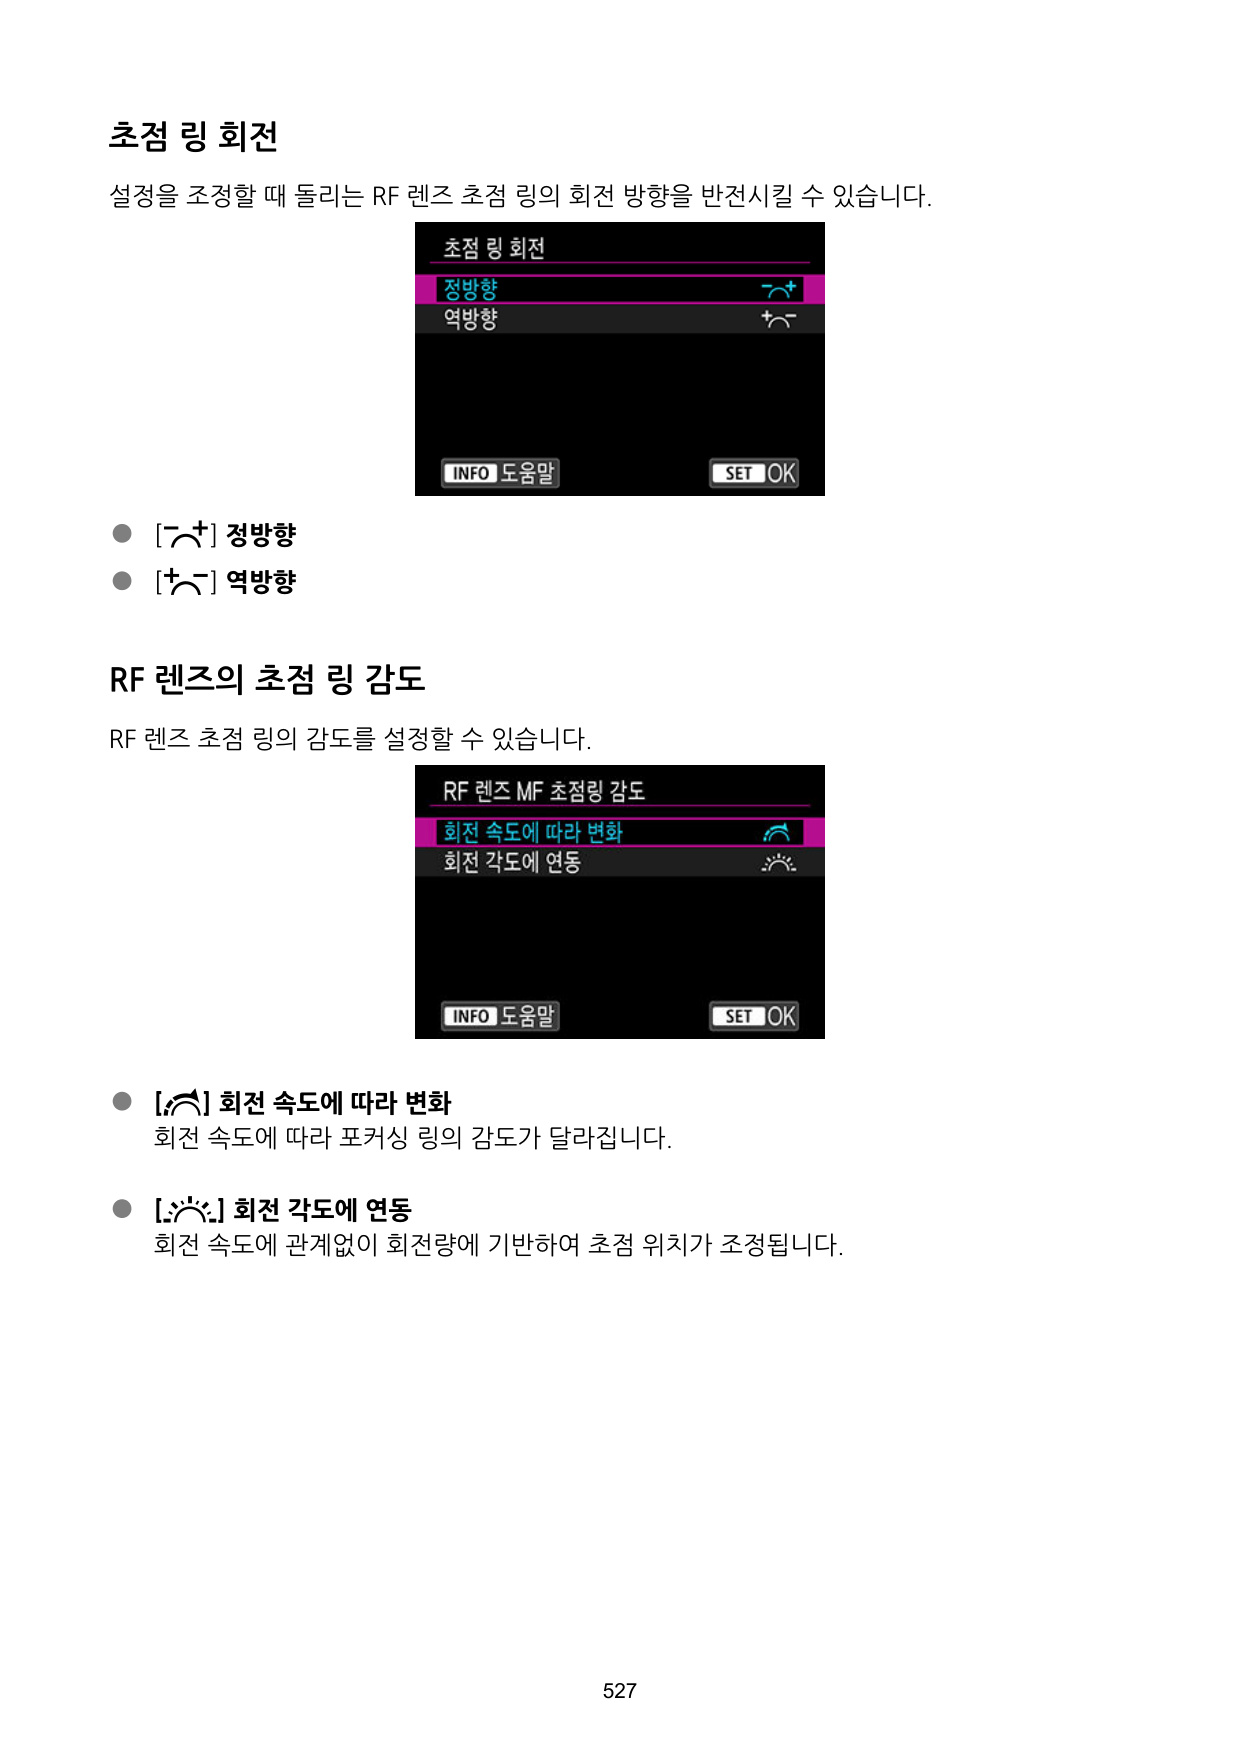 초점 링 회전
설정을 조정할 때 돌리는 RF 렌즈 초점 링의 회전 방향을 반전시킬 수 있습니다.
초점 링 회전
정방향 −+
역방향 +−
INFO 도움말 SET OK
● [−+] 정방향
● [+−] 역방향
RF 렌즈의 초점 링 감도
RF 렌즈 초점 링의 감도를 설정할 수 있습니다.
RF 렌즈 MF 초점링 감도
회전 속도에 따라 변화
회전 각도에 연동
INFO 도움말 SET OK
● [] 회전 속도에 따라 변화
회전 속도에 따라 포커싱 링의 감도가 달라집니다.
● [] 회전 각도에 연동
회전 속도에 관계없이 회전량에 기반하여 초점 위치가 조정됩니다.
527